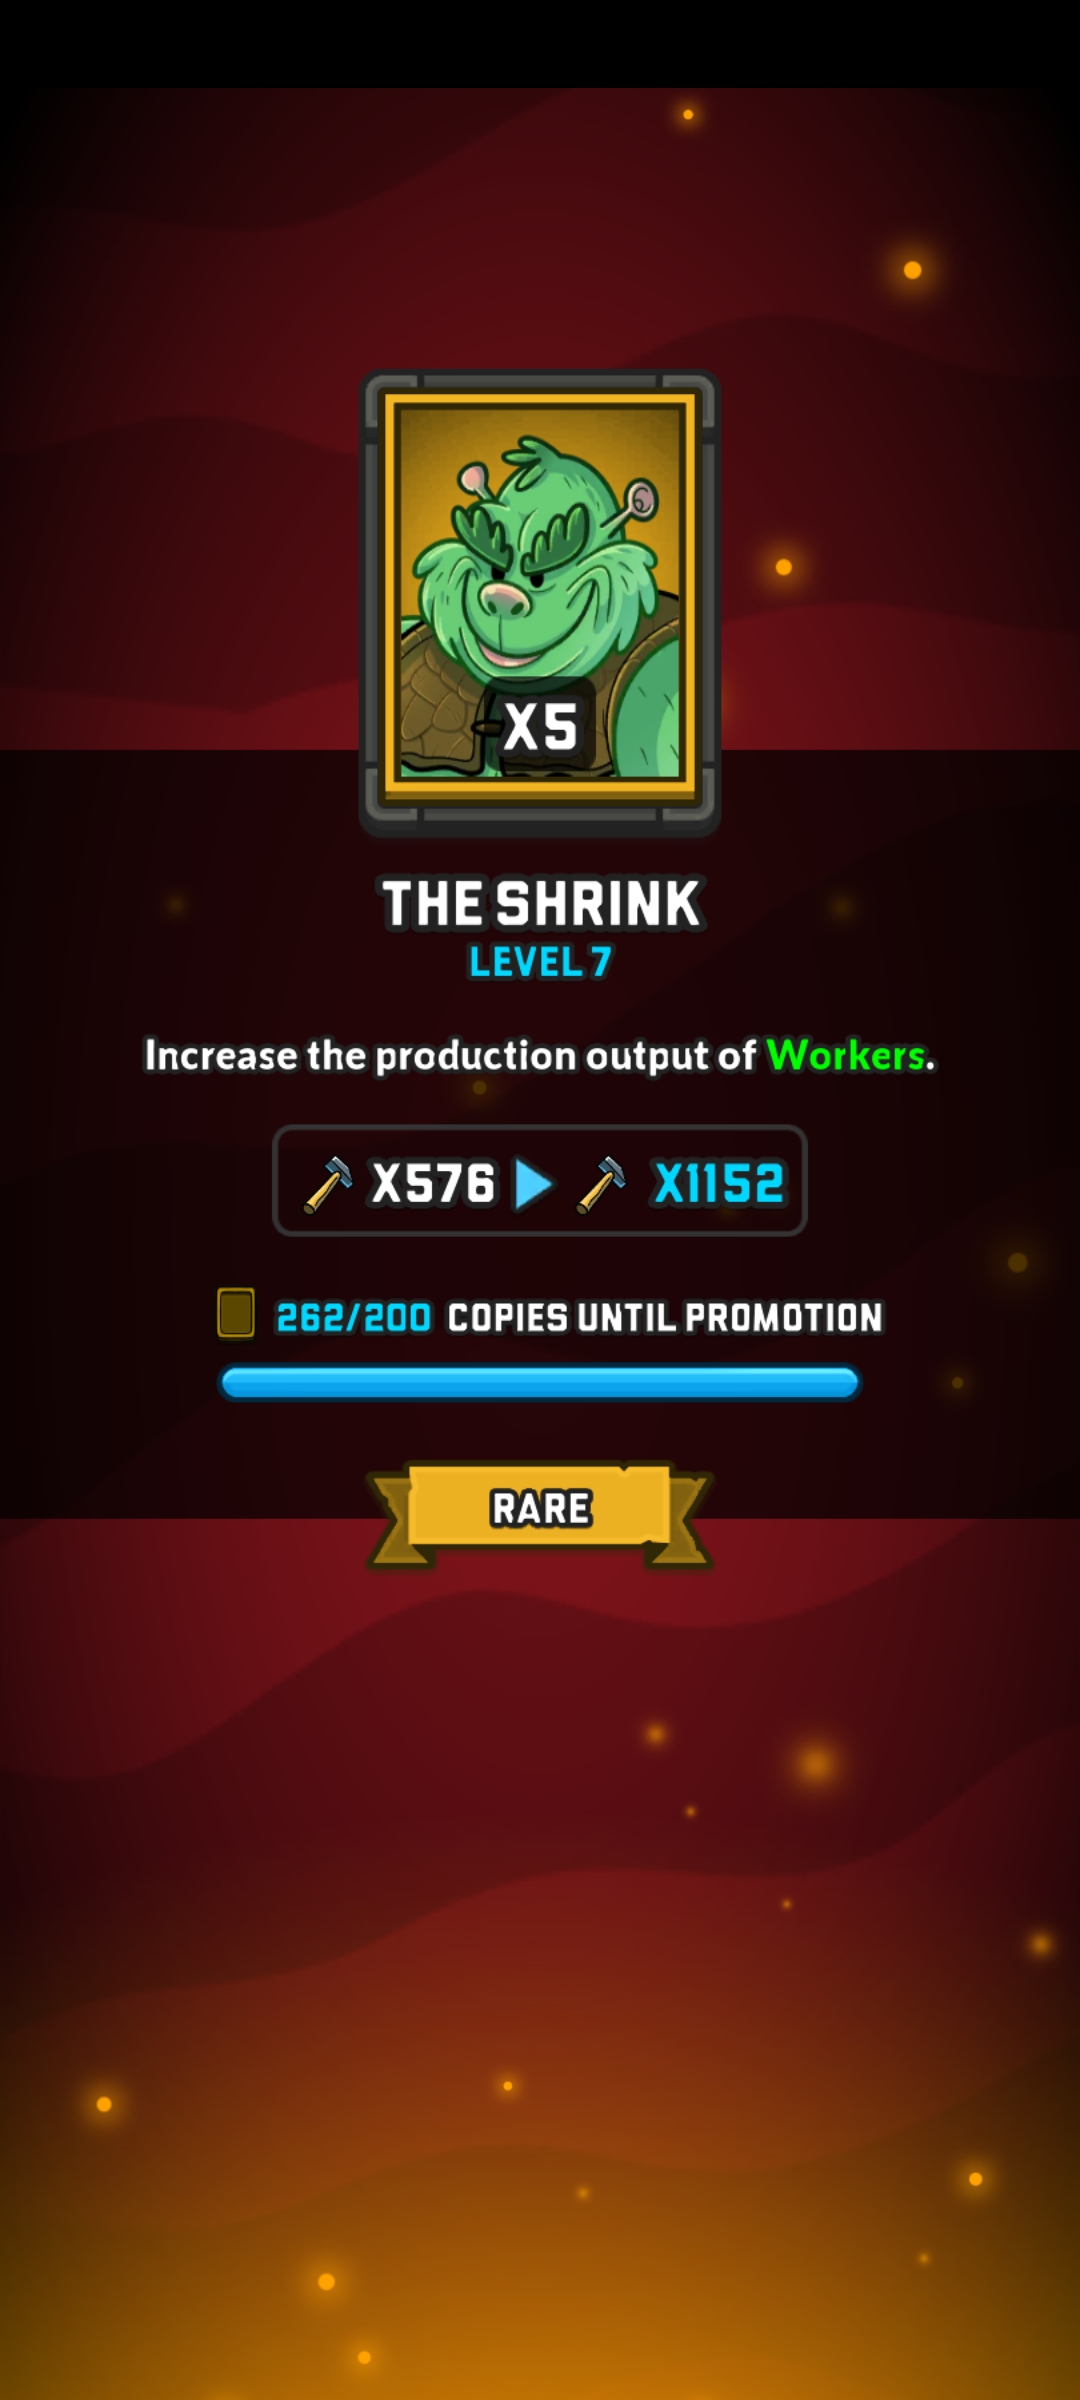 X5
THE SHRINK
LEVEL 7
Increase the production output of Workers.
X576 X1152
262/200 COPIES UNTIL PROMOTION
RARE